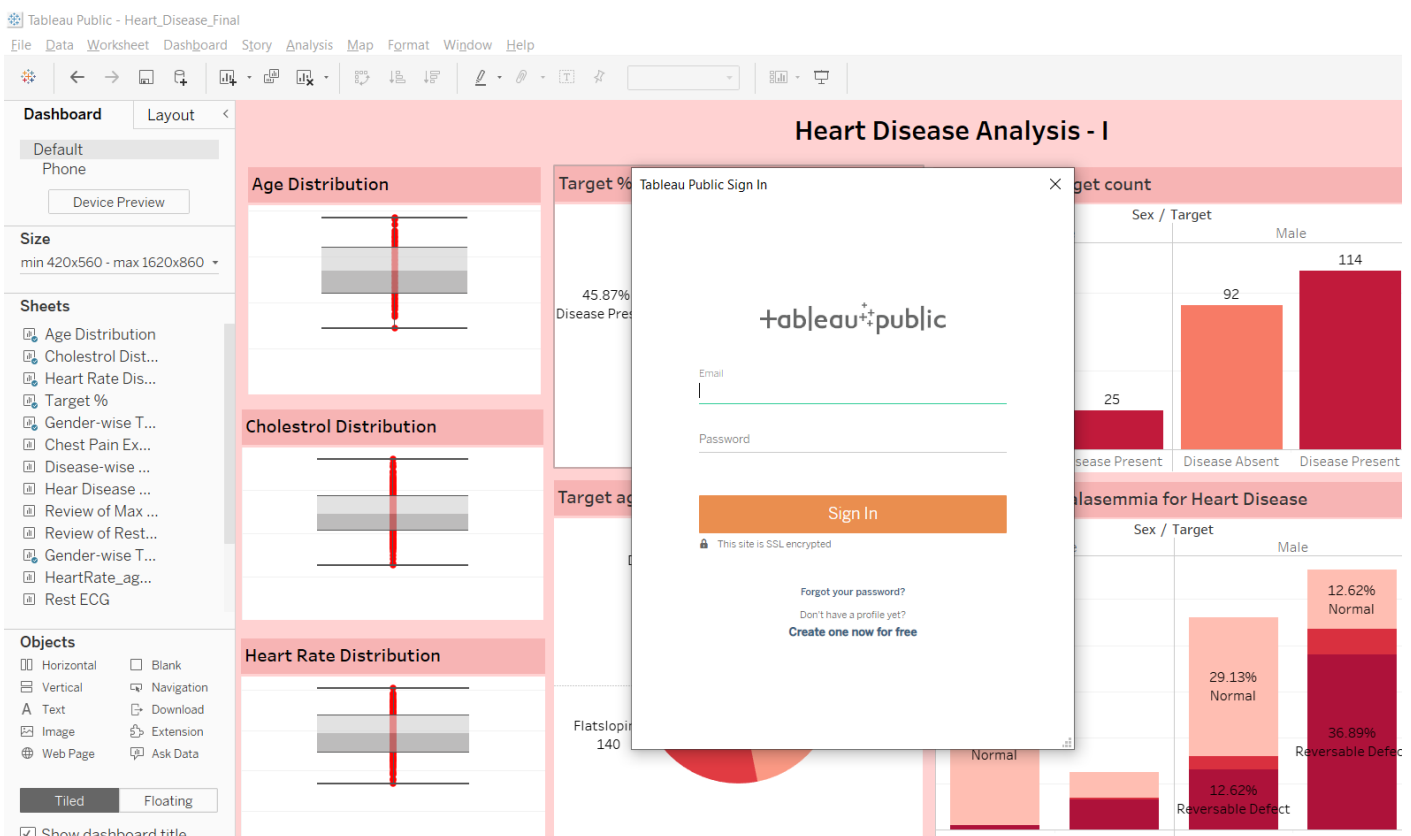 Tableau Public - Heart_Disease_Final
File Data Worksheet Dashboard Story Analysis Map Format Window Help
Dashboard
Layout
Default
Phone
Device Preview
Size
min 420x560 - max 1620x860
Sheets
Age Distribution
Cholestrol Dist...
Heart Rate Dis...
Target %
Gender-wise T...
Chest Pain Ex...
Disease-wise ...
Hear Disease ...
Review of Max ...
Review of Rest...
Gender-wise T...
HeartRate_ag...
Rest ECG
Objects
Horizontal Blank
Vertical Navigation
A Text Download
Image Extension
Web Page Ask Data
Tiled Floating
Show dashboard title
Heart Disease Analysis - I
Age Distribution
Cholestrol Distribution
Heart Rate Distribution
Target %
45.87%
Disease Pres
Target ag
Flatslopi
140
Tableau Public Sign In
+ableau public
Email
Password
Sign In
This site is SSL encrypted
Forgot your password?
Don't have a profile yet?
Create one now for free
get count
Sex / Target
Male
114
92
25
sease Present
Disease Absent
Disease Present
alasemmia for Heart Disease
Sex / Target
Male
12.62%
Normal
29.13%
Normal
36.89%
Reversable Defec
Normal
12.62%
Reversable Defect